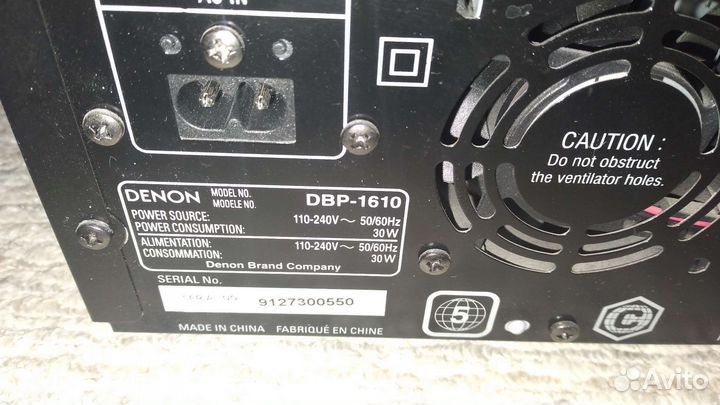 AC IN
CAUTION :
Do not obstruct
the ventilator holes.
DENON MODEL NO. MODELE NO. DBP-1610
POWER SOURCE: 110-240V～ 50/60Hz
POWER CONSUMPTION: 30W
ALIMENTATION: 110-240V～ 50/60Hz
CONSOMMATION: 30W
Denon Brand Company
SERIAL No.
SERIAL NO. 9127300550
MADE IN CHINA FABRIQUÉ EN CHINE
5
C
Avito